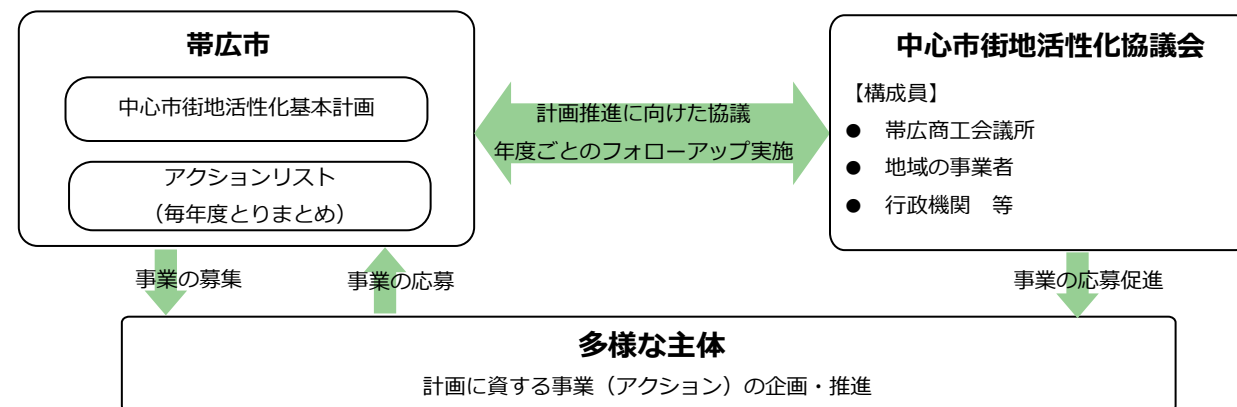 帯広市
中心市街地活性化基本計画
アクションリスト
（毎年度とりまとめ）
計画推進に向けた協議
年度ごとのフォローアップ実施
中心市街地活性化協議会
【構成員】
● 帯広商工会議所
● 地域の事業者
● 行政機関　等
事業の募集
事業の応募
事業の応募促進
多様な主体
計画に資する事業（アクション）の企画・推進